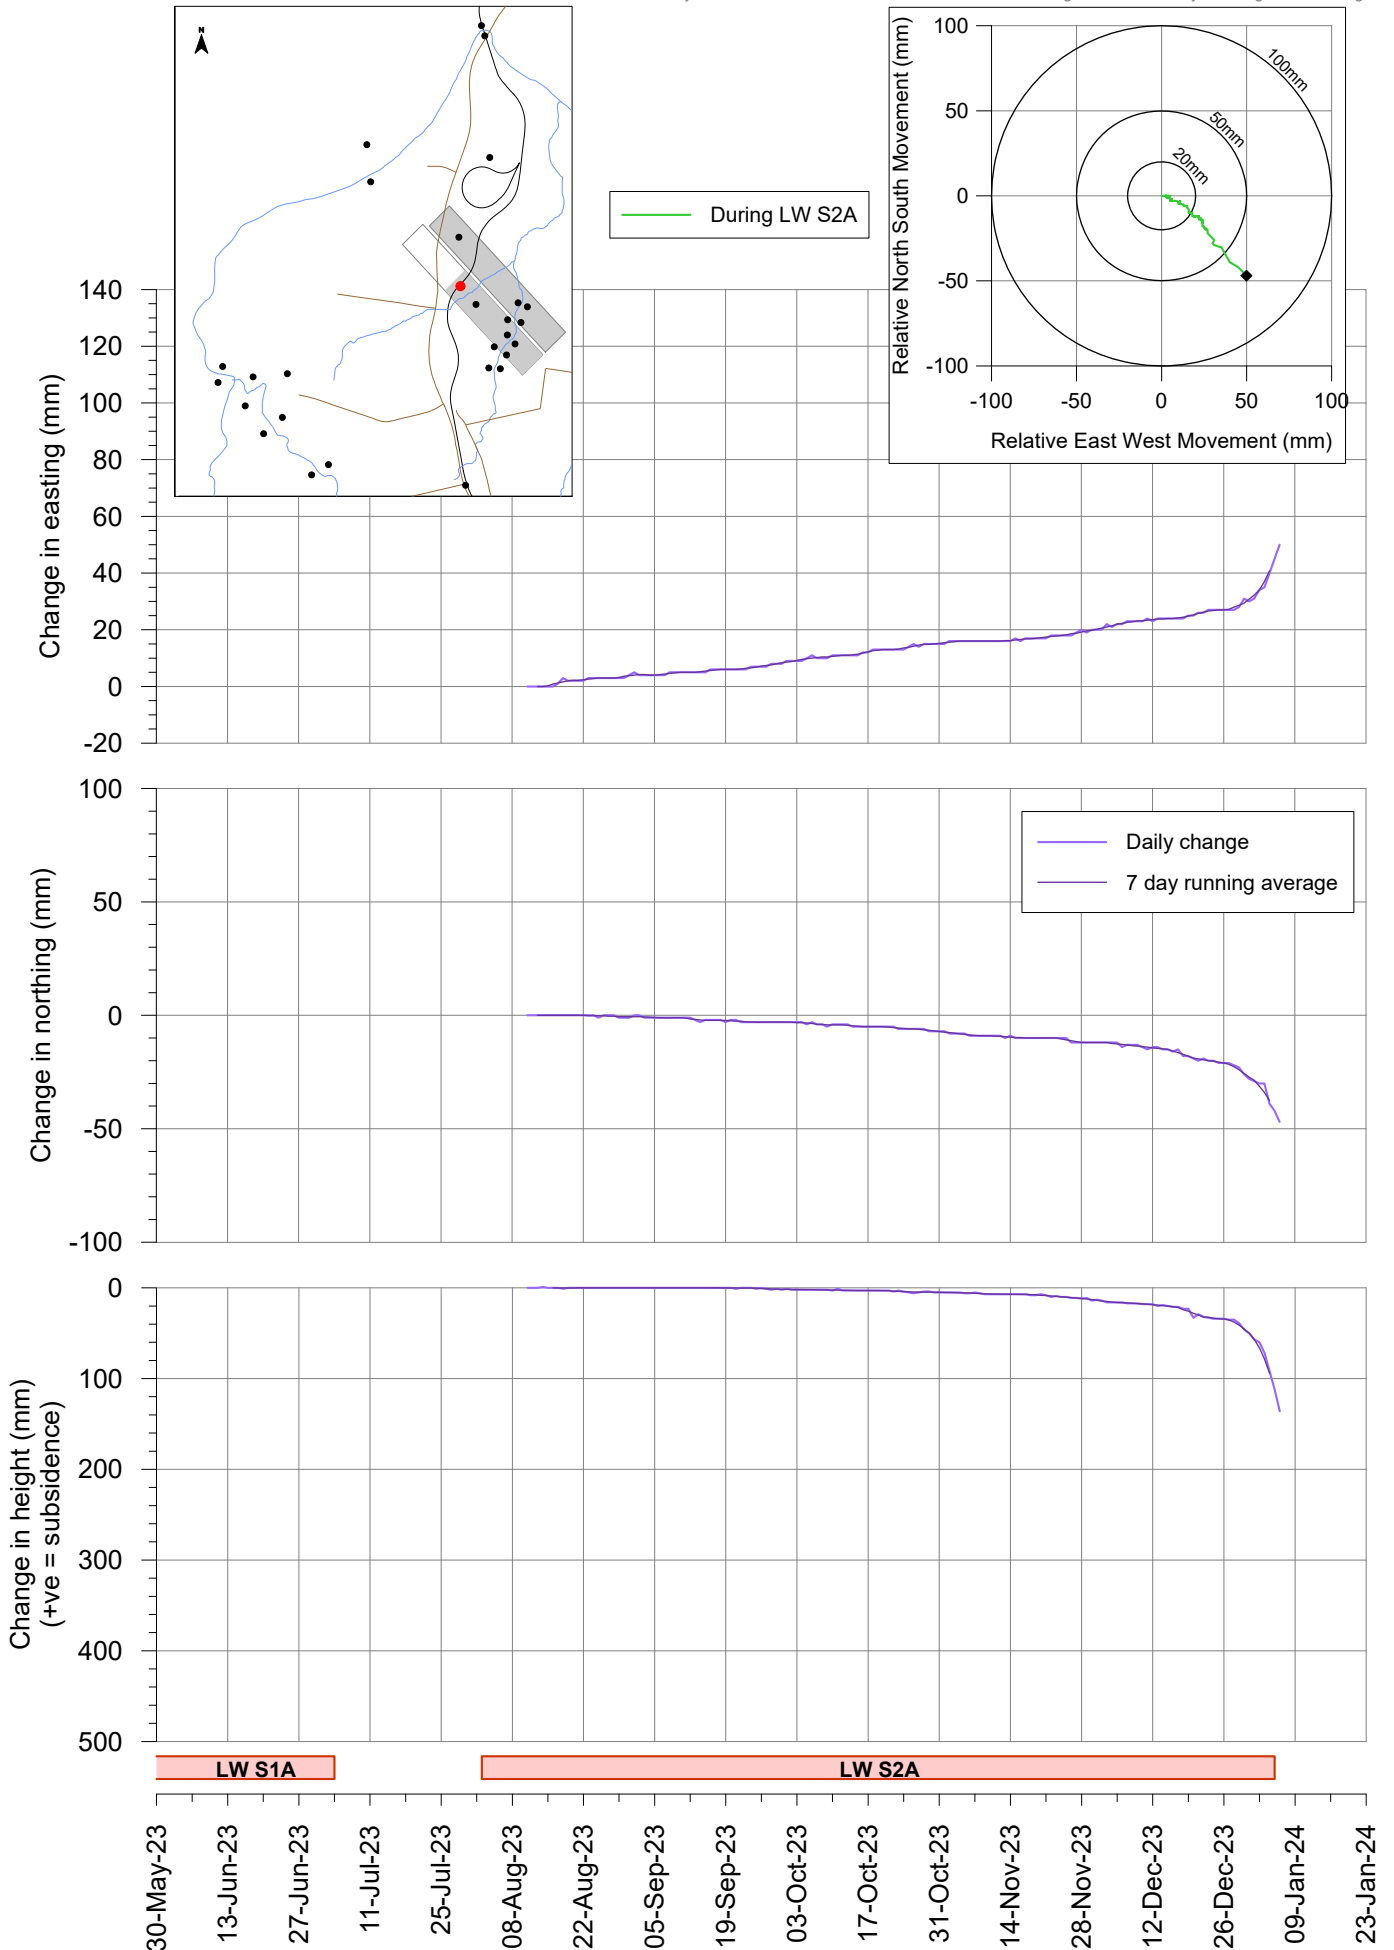 N
Relative North South Movement (mm)
100
50
0
-50
-100
100mm
50mm
20mm
-100
-50
0
50
100
Relative East West Movement (mm)
During LW S2A
Change in easting (mm)
140
120
100
80
60
40
20
0
-20
Change in northing (mm)
100
50
0
-50
-100
Daily change
7 day running average
Change in height (mm)
(+ve = subsidence)
0
100
200
300
400
500
LW S1A
LW S2A
30-May-23
13-Jun-23
27-Jun-23
11-Jul-23
25-Jul-23
08-Aug-23
22-Aug-23
05-Sep-23
19-Sep-23
03-Oct-23
17-Oct-23
31-Oct-23
14-Nov-23
28-Nov-23
12-Dec-23
26-Dec-23
09-Jan-24
23-Jan-24